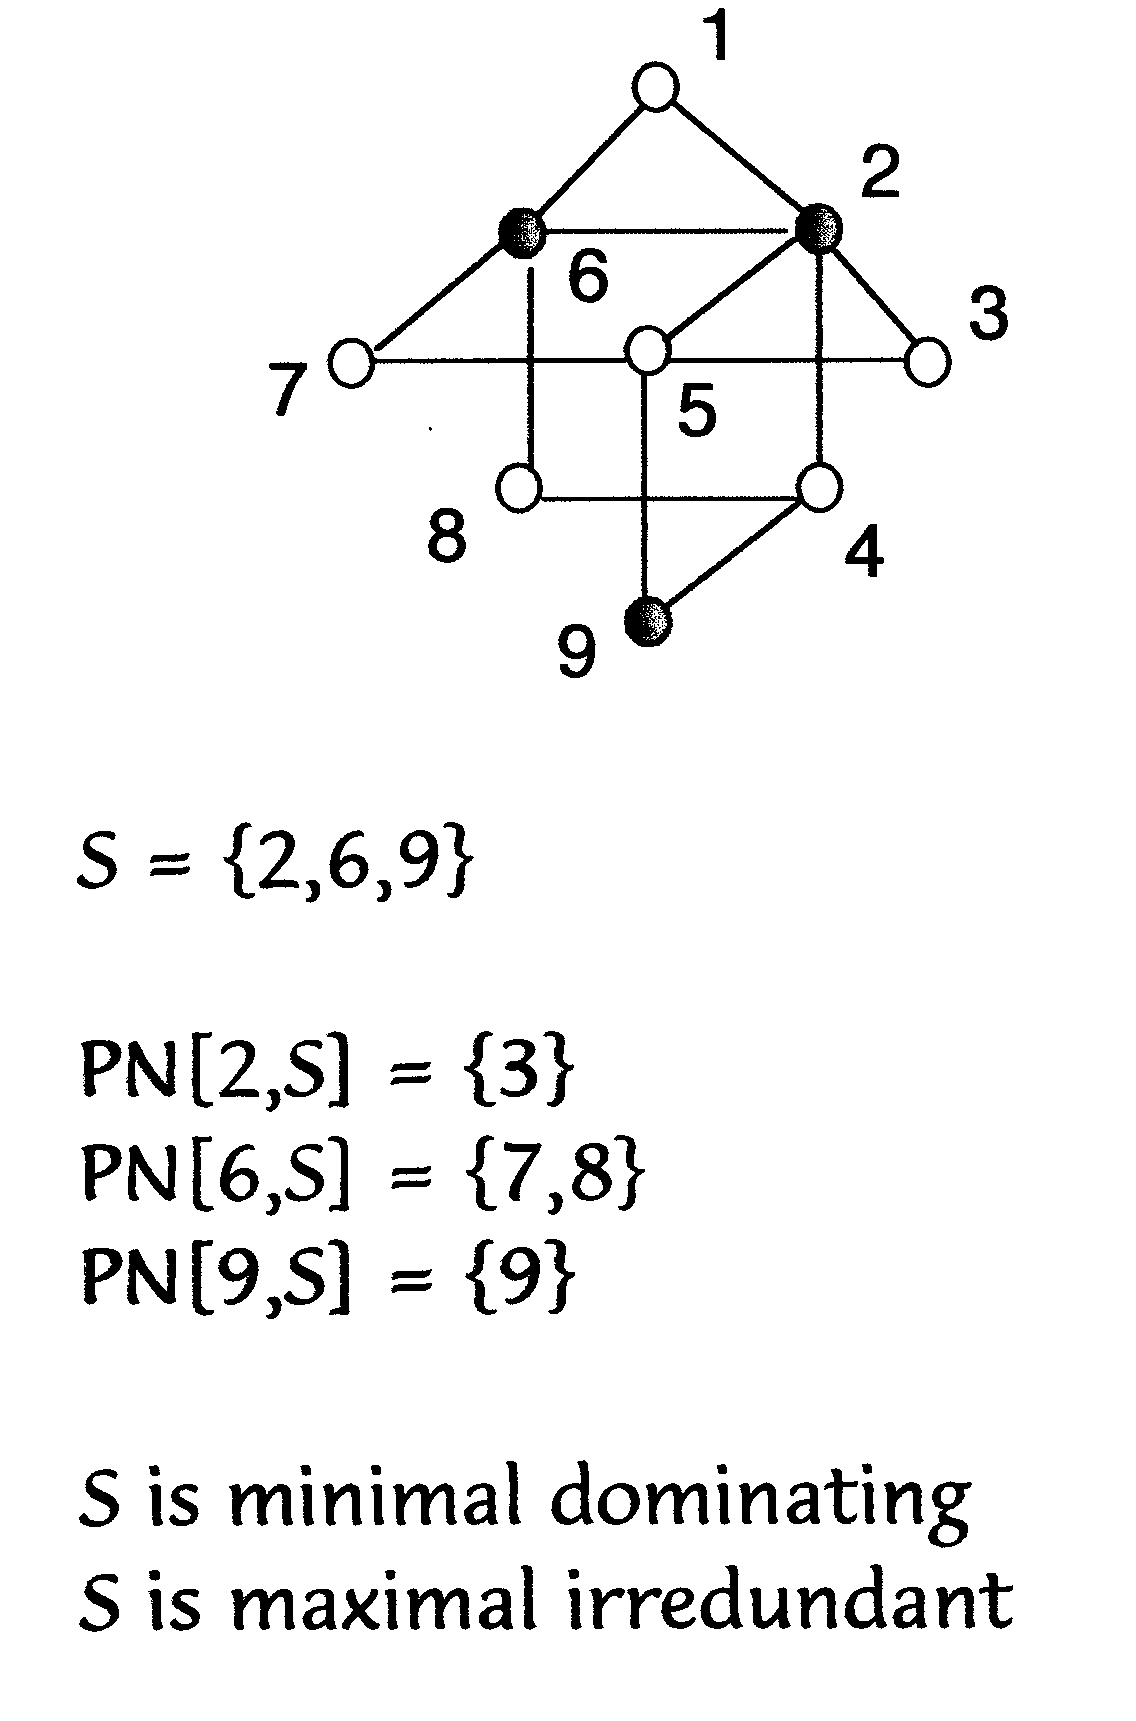 1
2
6
3
7
5
8
4
9
S = {2,6,9}
PN[2,S] = {3}
PN[6,S] = {7,8}
PN[9,S] = {9}
S is minimal dominating
S is maximal irredundant